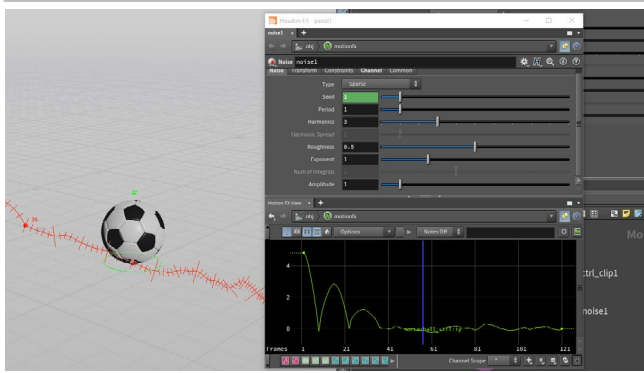 Houdini FX - panel1
noise1
obj
motionfx
Noise noise1
Noise Transform Constraints Channel Common
Type Sparse
Seed 1
Period 1
Harmonics 3
Harmonic Spread
Roughness 0.5
Exponent 1
Num of Integrals
Amplitude 1
Motion FX View
obj
motionfx
Options
Notes Off
4
2
0
Frames 1 21 41 61 81 101 121
Channel Scope
36
Mo
ctrl_clip1
noise1